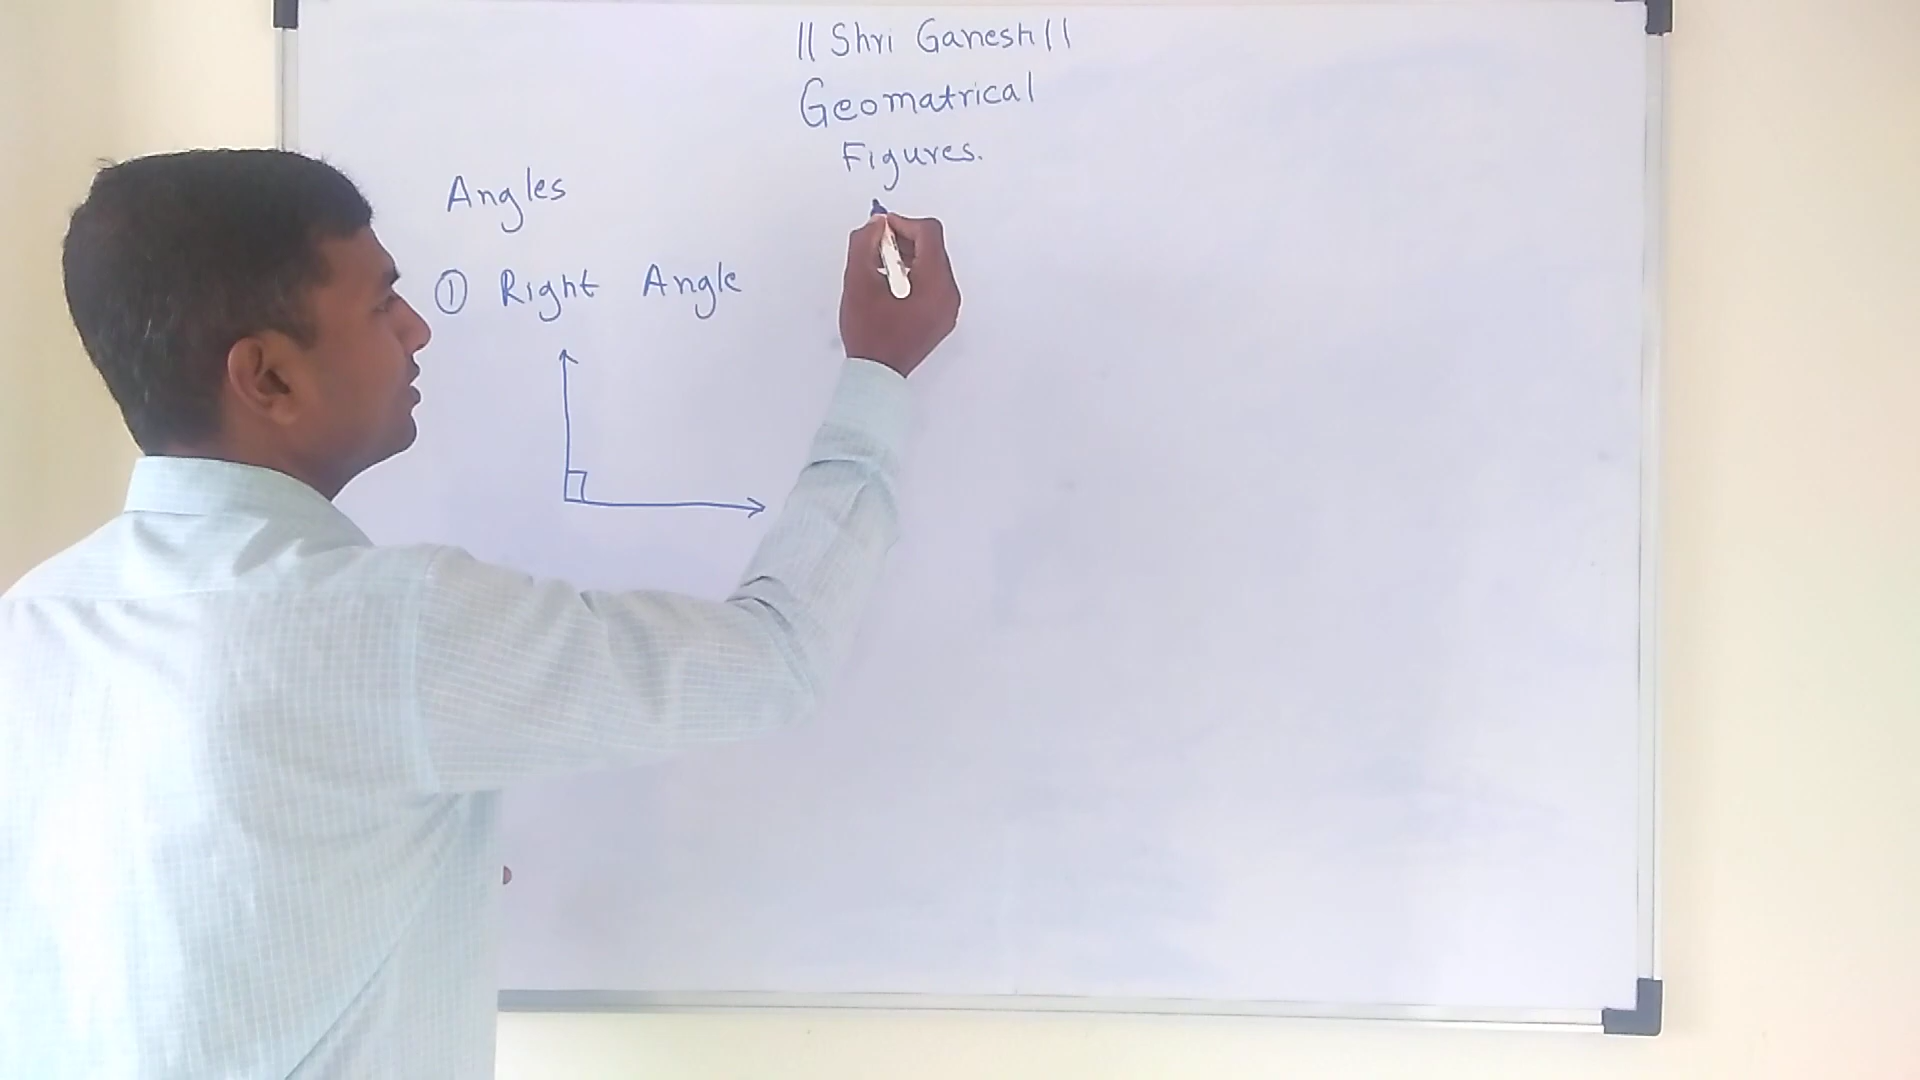 || Shri Ganesh ||
Geomatrical
Figures.
Angles
① Right Angle